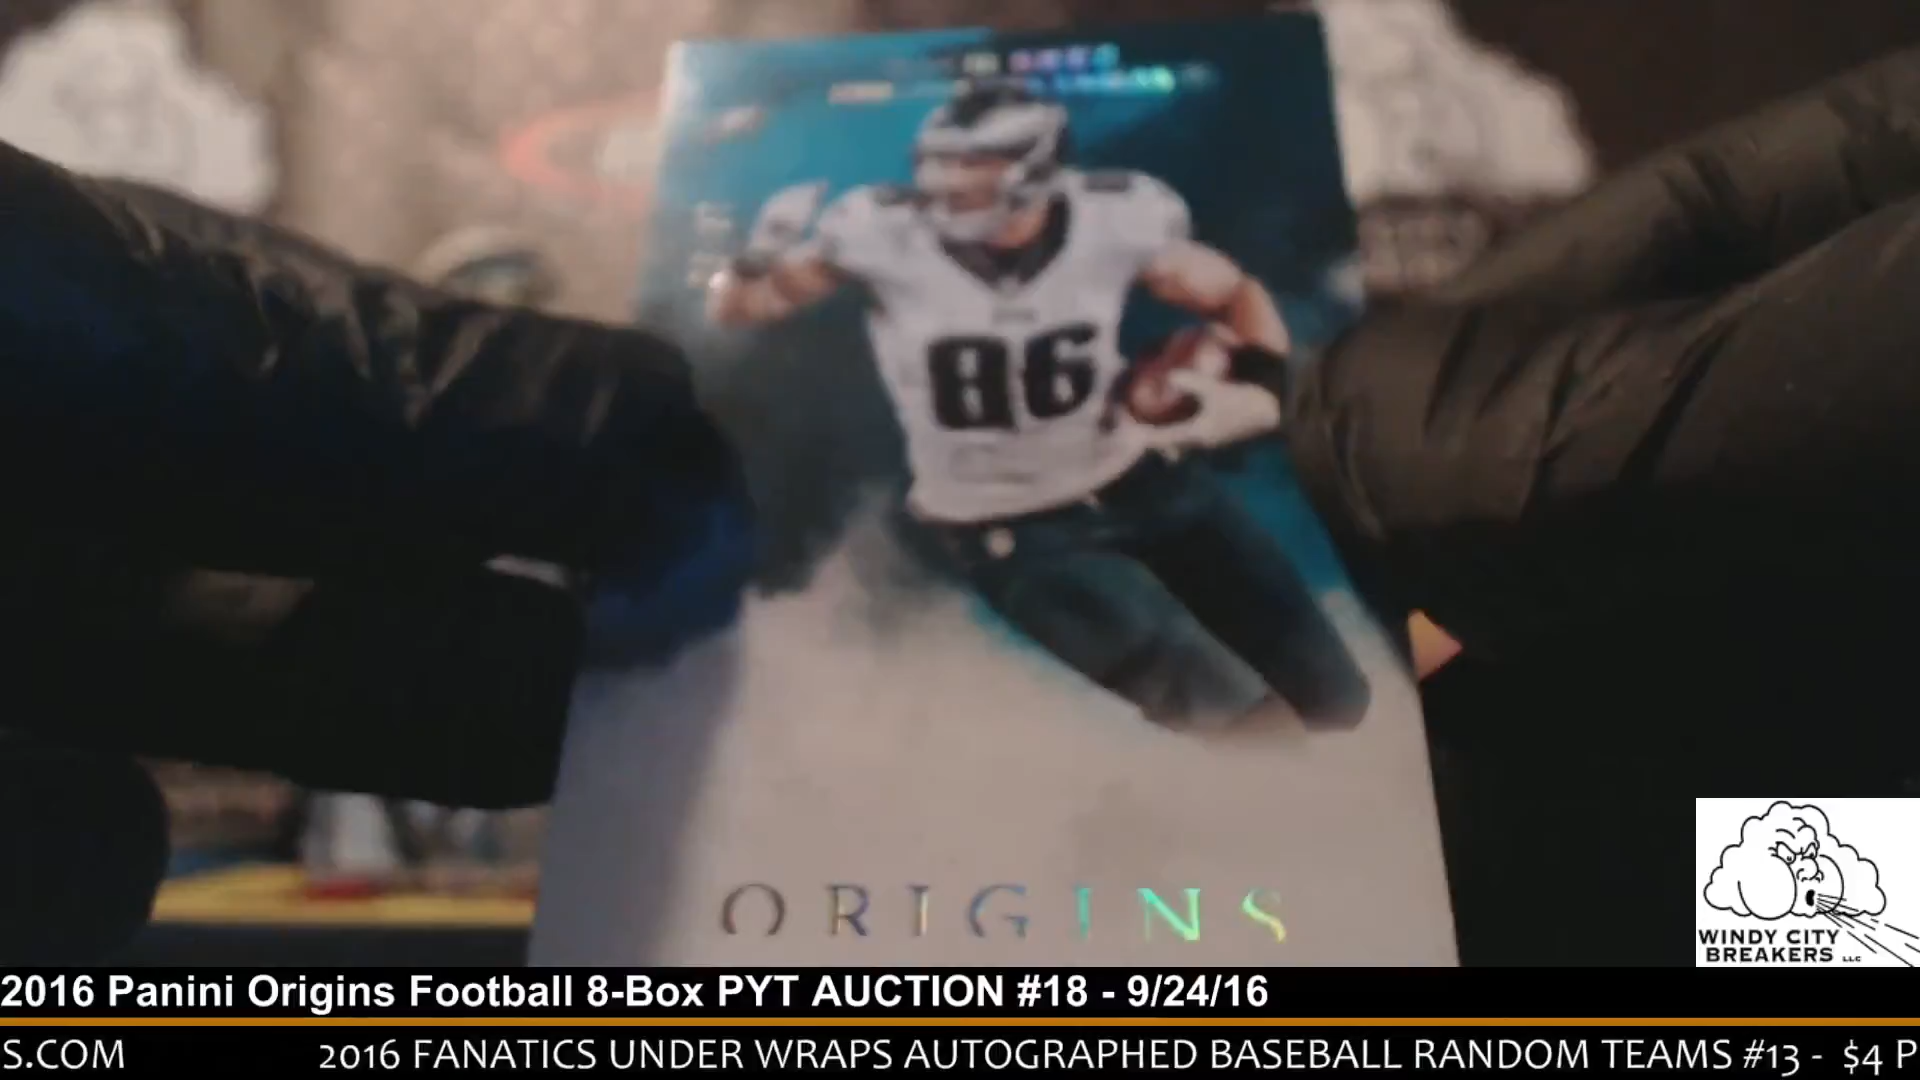 86
ORIGINS
WINDY CITY
BREAKERS LLC
2016 Panini Origins Football 8-Box PYT AUCTION #18 - 9/24/16
S.COM 2016 FANATICS UNDER WRAPS AUTOGRAPHED BASEBALL RANDOM TEAMS #13 - $4 P